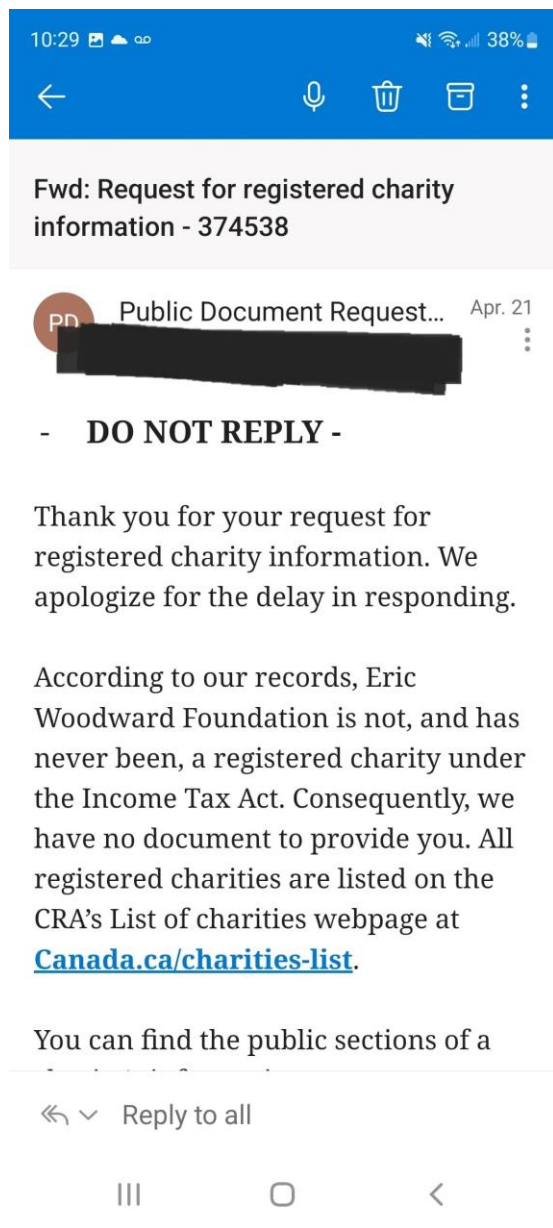 10:29 38%
Fwd: Request for registered charity
information - 374538
PD Public Document Request... Apr. 21
- DO NOT REPLY -
Thank you for your request for
registered charity information. We
apologize for the delay in responding.
According to our records, Eric
Woodward Foundation is not, and has
never been, a registered charity under
the Income Tax Act. Consequently, we
have no document to provide you. All
registered charities are listed on the
CRA’s List of charities webpage at
Canada.ca/charities-list.
You can find the public sections of a
Reply to all